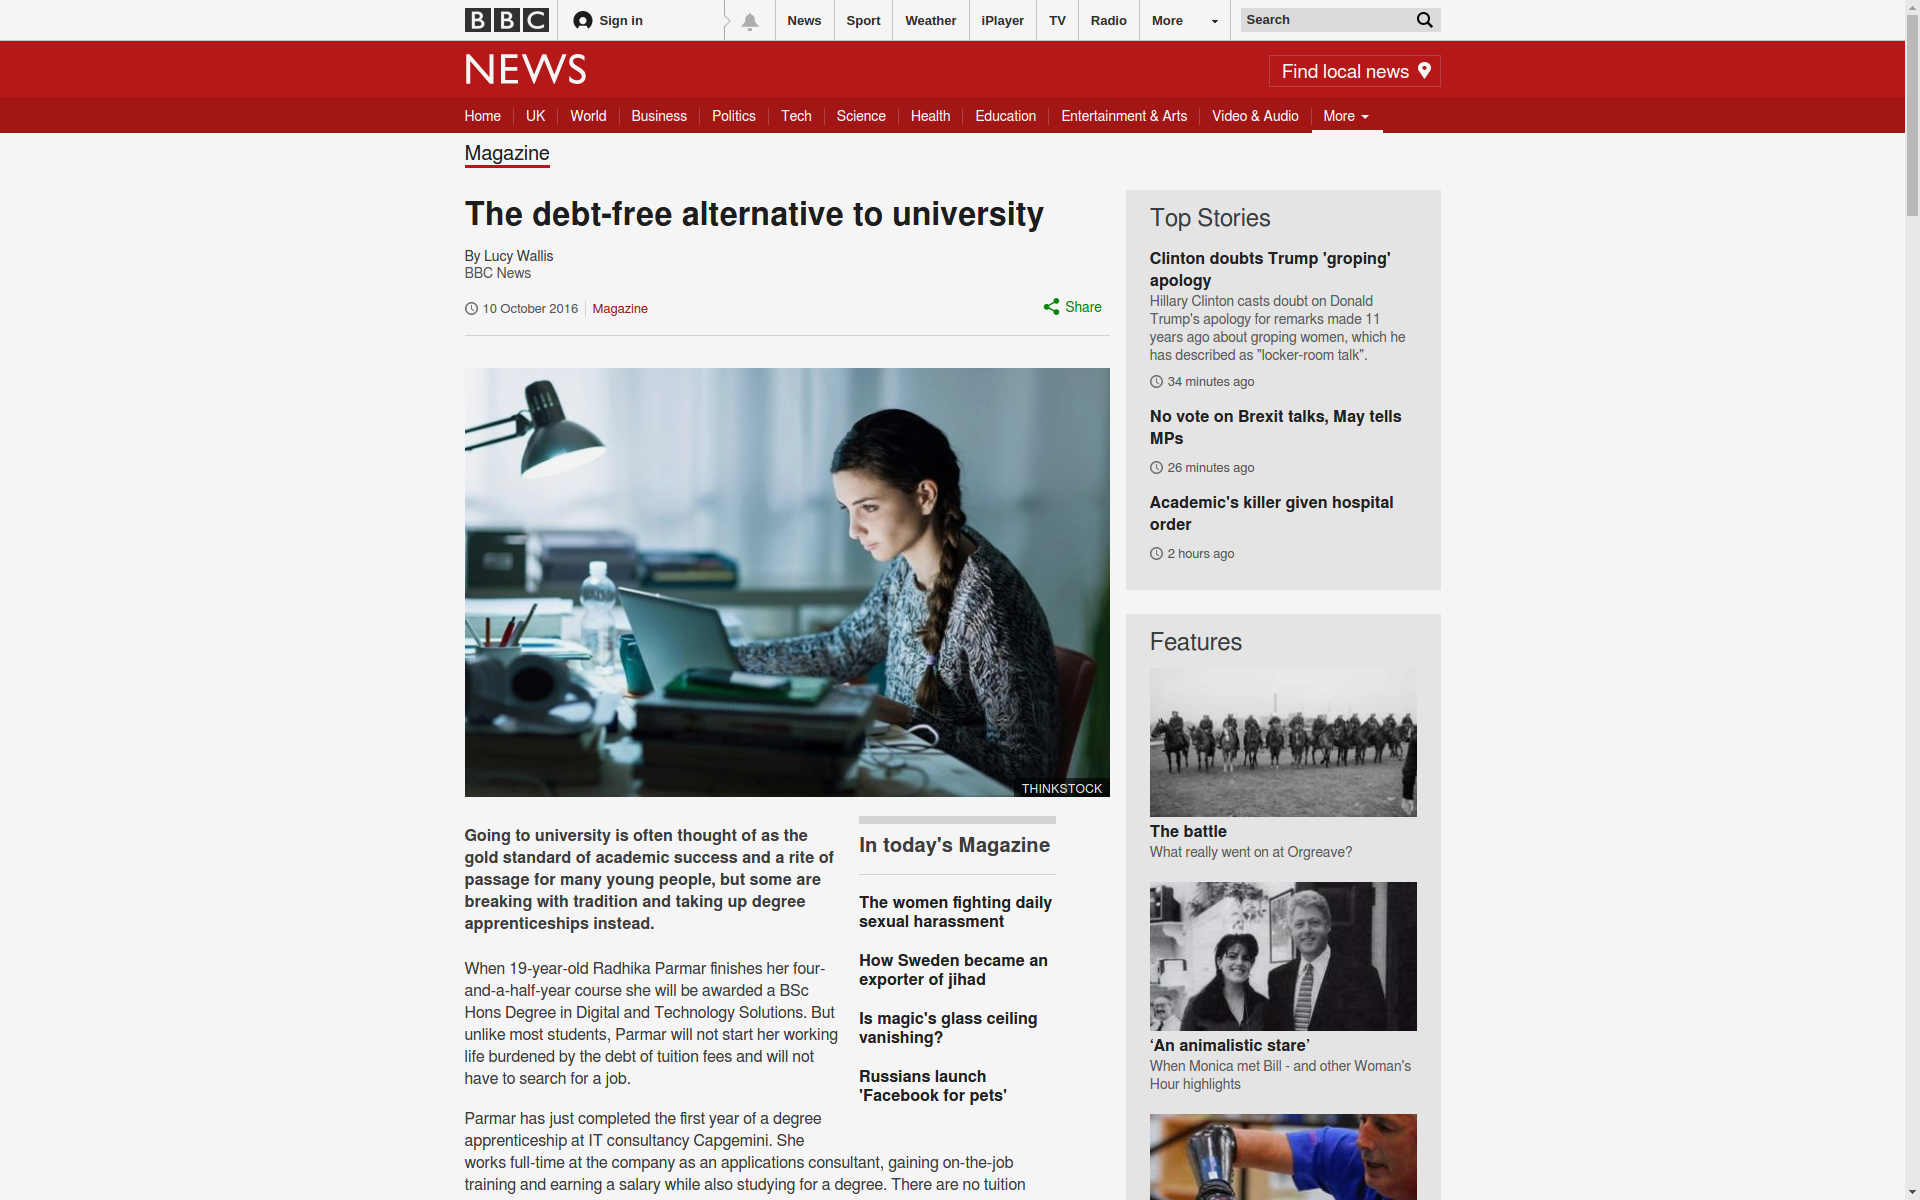 BBC
Sign in
News
Sport
Weather
iPlayer
TV
Radio
More
Search
NEWS
Find local news
Home
UK
World
Business
Politics
Tech
Science
Health
Education
Entertainment & Arts
Video & Audio
More
Magazine
The debt-free alternative to university
By Lucy Wallis
BBC News
10 October 2016
Magazine
Share
THINKSTOCK
Going to university is often thought of as the
gold standard of academic success and a rite of
passage for many young people, but some are
breaking with tradition and taking up degree
apprenticeships instead.
When 19-year-old Radhika Parmar finishes her four-
and-a-half-year course she will be awarded a BSc
Hons Degree in Digital and Technology Solutions. But
unlike most students, Parmar will not start her working
life burdened by the debt of tuition fees and will not
have to search for a job.
Parmar has just completed the first year of a degree
apprenticeship at IT consultancy Capgemini. She
works full-time at the company as an applications consultant, gaining on-the-job
training and earning a salary while also studying for a degree. There are no tuition
In today's Magazine
The women fighting daily
sexual harassment
How Sweden became an
exporter of jihad
Is magic's glass ceiling
vanishing?
Russians launch
'Facebook for pets'
Top Stories
Clinton doubts Trump 'groping'
apology
Hillary Clinton casts doubt on Donald
Trump's apology for remarks made 11
years ago about groping women, which he
has described as "locker-room talk".
34 minutes ago
No vote on Brexit talks, May tells
MPs
26 minutes ago
Academic's killer given hospital
order
2 hours ago
Features
The battle
What really went on at Orgreave?
‘An animalistic stare’
When Monica met Bill - and other Woman's
Hour highlights